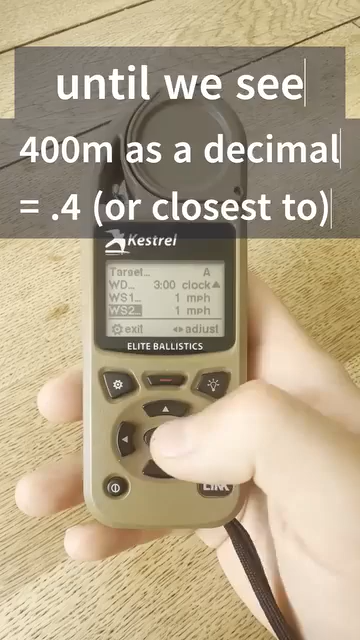 until we see
400m as a decimal
= .4 (or closest to)
Kestrel
Target... A
WD... 3:00 clock
WS1... 1 mph
WS2... 1 mph
exit adjust
ELITE BALLISTICS
LINK